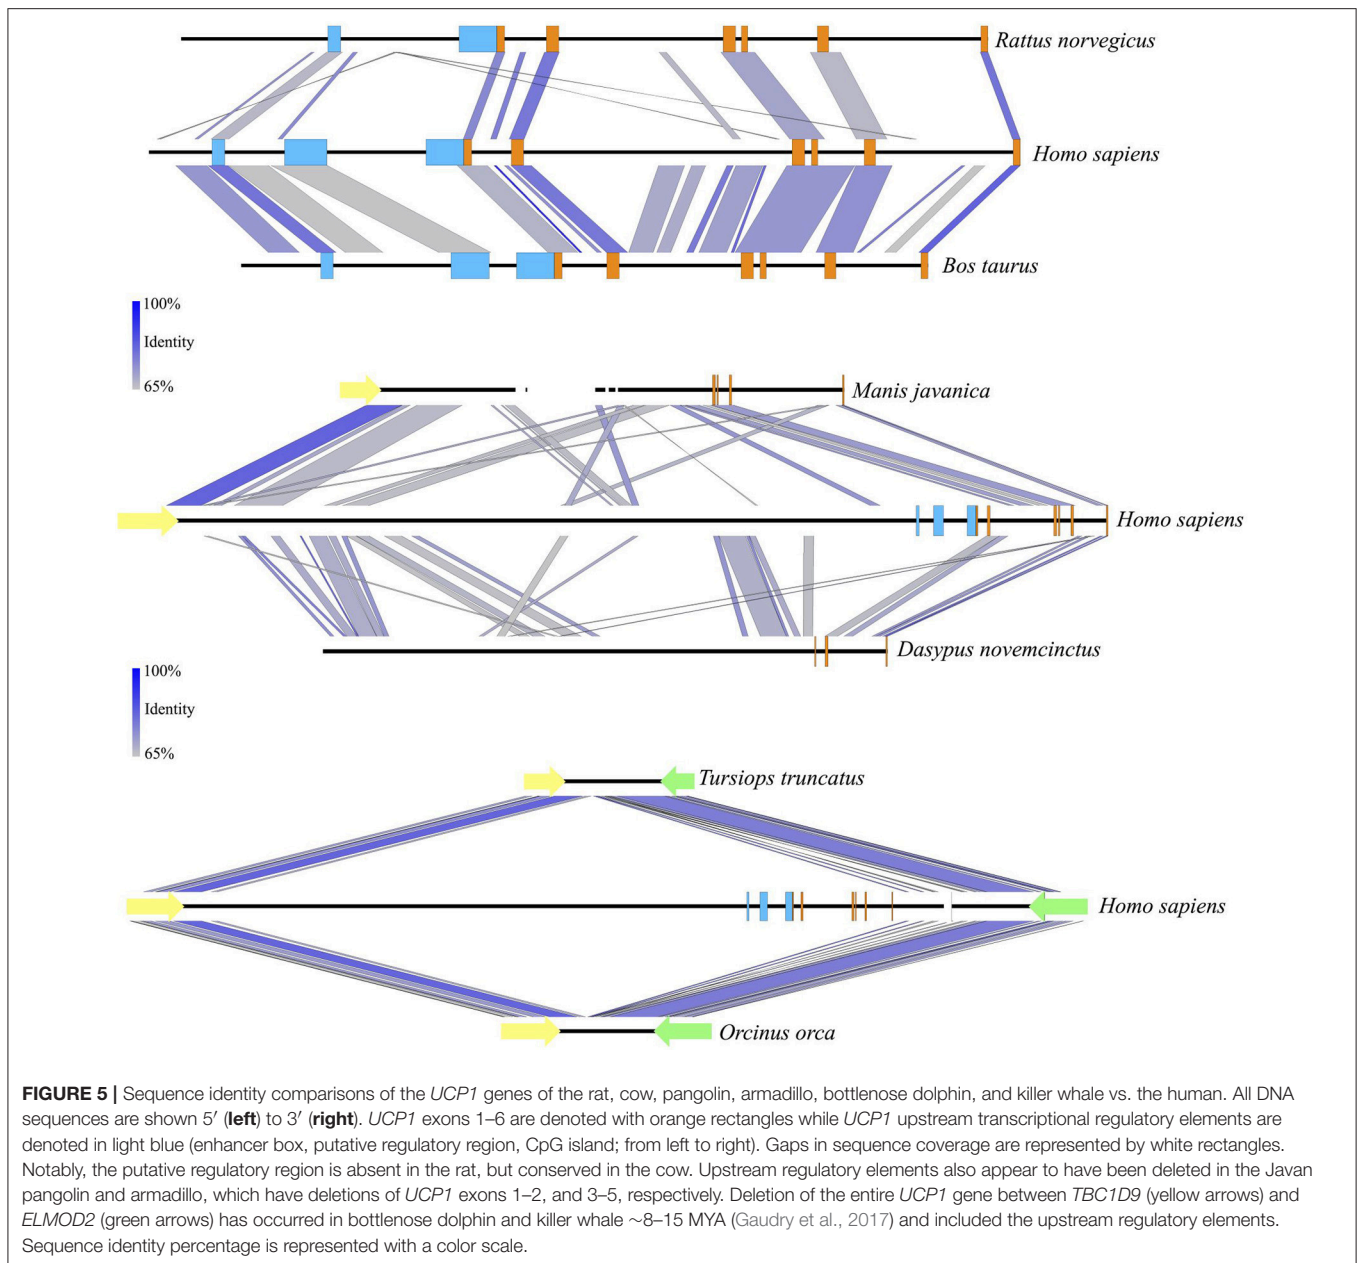 Rattus norvegicus
Homo sapiens
Bos taurus
100%
Identity
65%
Manis javanica
Homo sapiens
Dasypus novemcinctus
100%
Identity
65%
Tursiops truncatus
Homo sapiens
Orcinus orca
FIGURE 5 | Sequence identity comparisons of the UCP1 genes of the rat, cow, pangolin, armadillo, bottlenose dolphin, and killer whale vs. the human. All DNA
sequences are shown 5′ (left) to 3′ (right). UCP1 exons 1–6 are denoted with orange rectangles while UCP1 upstream transcriptional regulatory elements are
denoted in light blue (enhancer box, putative regulatory region, CpG island; from left to right). Gaps in sequence coverage are represented by white rectangles.
Notably, the putative regulatory region is absent in the rat, but conserved in the cow. Upstream regulatory elements also appear to have been deleted in the Javan
pangolin and armadillo, which have deletions of UCP1 exons 1–2, and 3–5, respectively. Deletion of the entire UCP1 gene between TBC1D9 (yellow arrows) and
ELMOD2 (green arrows) has occurred in bottlenose dolphin and killer whale ~8–15 MYA (Gaudry et al., 2017) and included the upstream regulatory elements.
Sequence identity percentage is represented with a color scale.